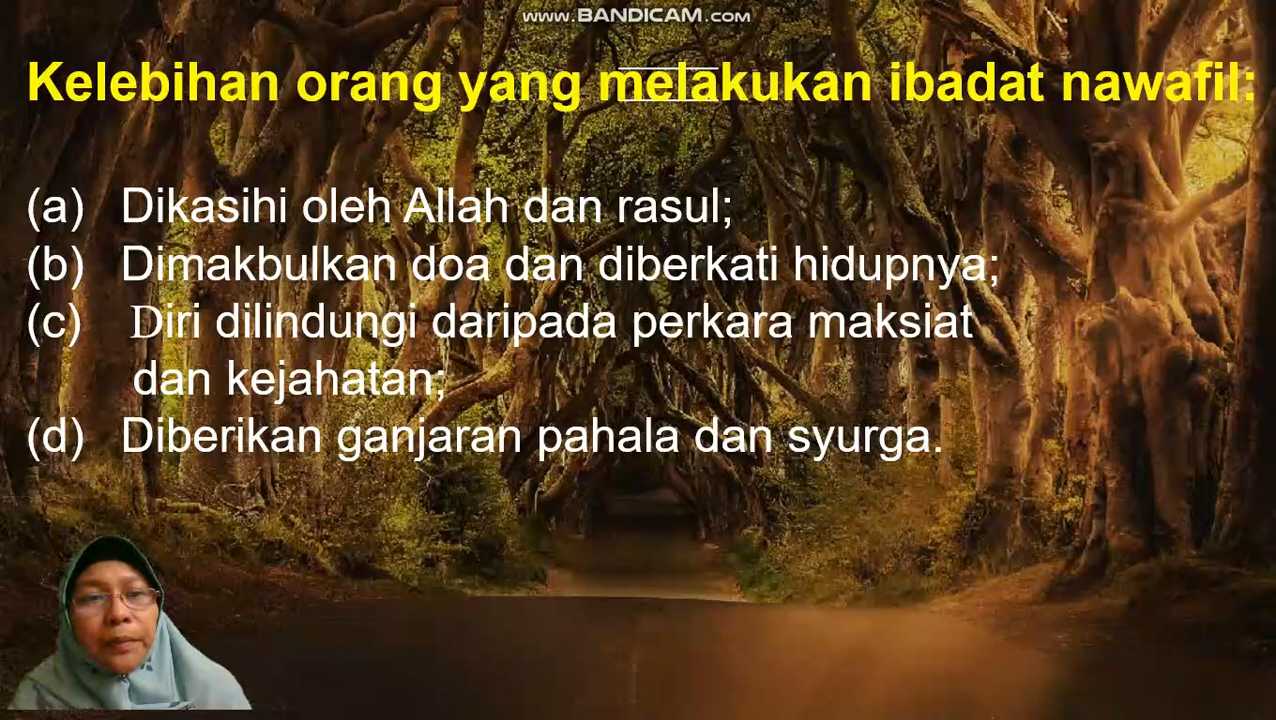 www.BANDICAM.com
Kelebihan orang yang melakukan ibadat nawafil:
(a) Dikasihi oleh Allah dan rasul;
(b) Dimakbulkan doa dan diberkati hidupnya;
(c) Diri dilindungi daripada perkara maksiat
dan kejahatan;
(d) Diberikan ganjaran pahala dan syurga.